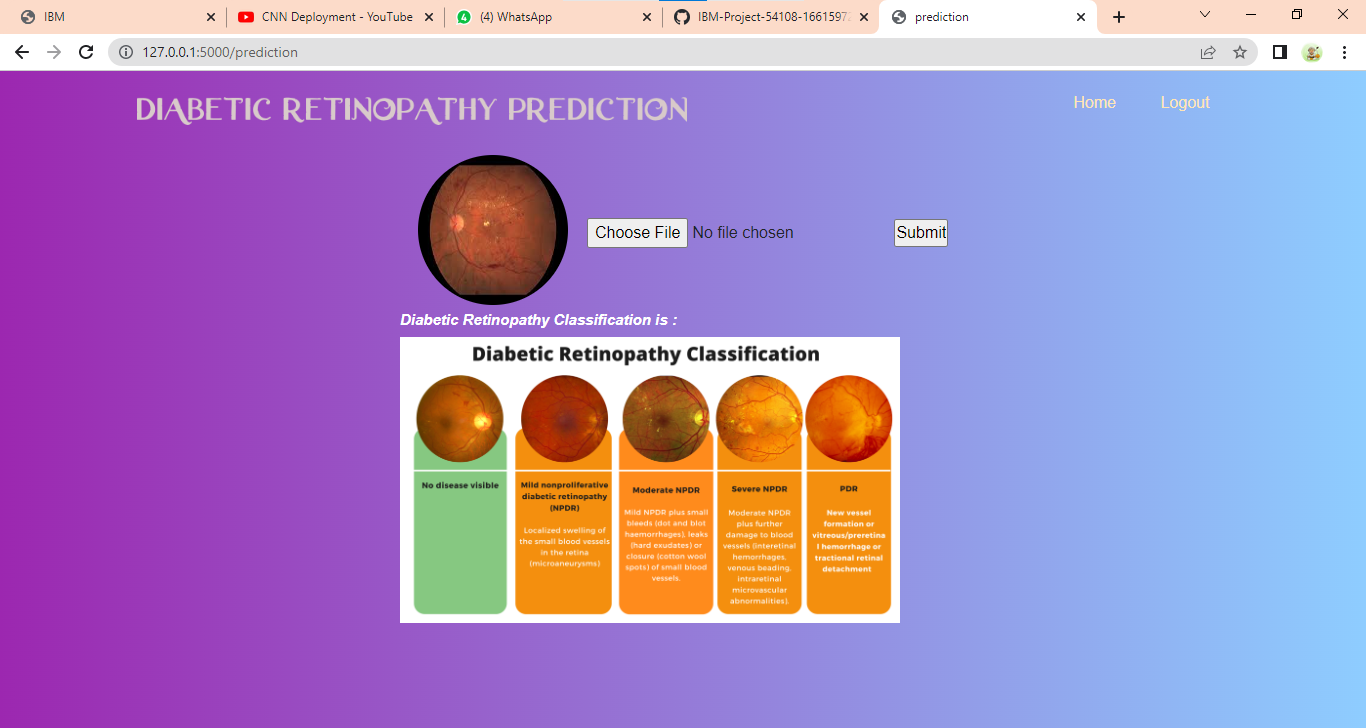 IBM
CNN Deployment - YouTube
(4) WhatsApp
IBM-Project-54108-1661597
prediction
127.0.0.1:5000/prediction
DIABETIC RETINOPATHY PREDICTION
Home
Logout
Choose File No file chosen
Submit
Diabetic Retinopathy Classification is :
Diabetic Retinopathy Classification
No disease visible
Mild nonproliferative
diabetic retinopathy
(NPDR)
Localized swelling of
the small blood vessels
in the retina
(microaneurysms)
Moderate NPDR
Mild NPDR plus small
bleeds (dot and blot
haemorrhages), leaks
(hard exudates) or
closure (cotton wool
spots) of small blood
vessels.
Severe NPDR
Moderate NPDR
plus further
damage to blood
vessels (interetinal
hemorrhages,
venous beading,
intraretinal
microvascular
abnormalities).
PDR
New vessel
formation or
vitreous/preretina
l hemorrhage or
tractional retinal
detachment